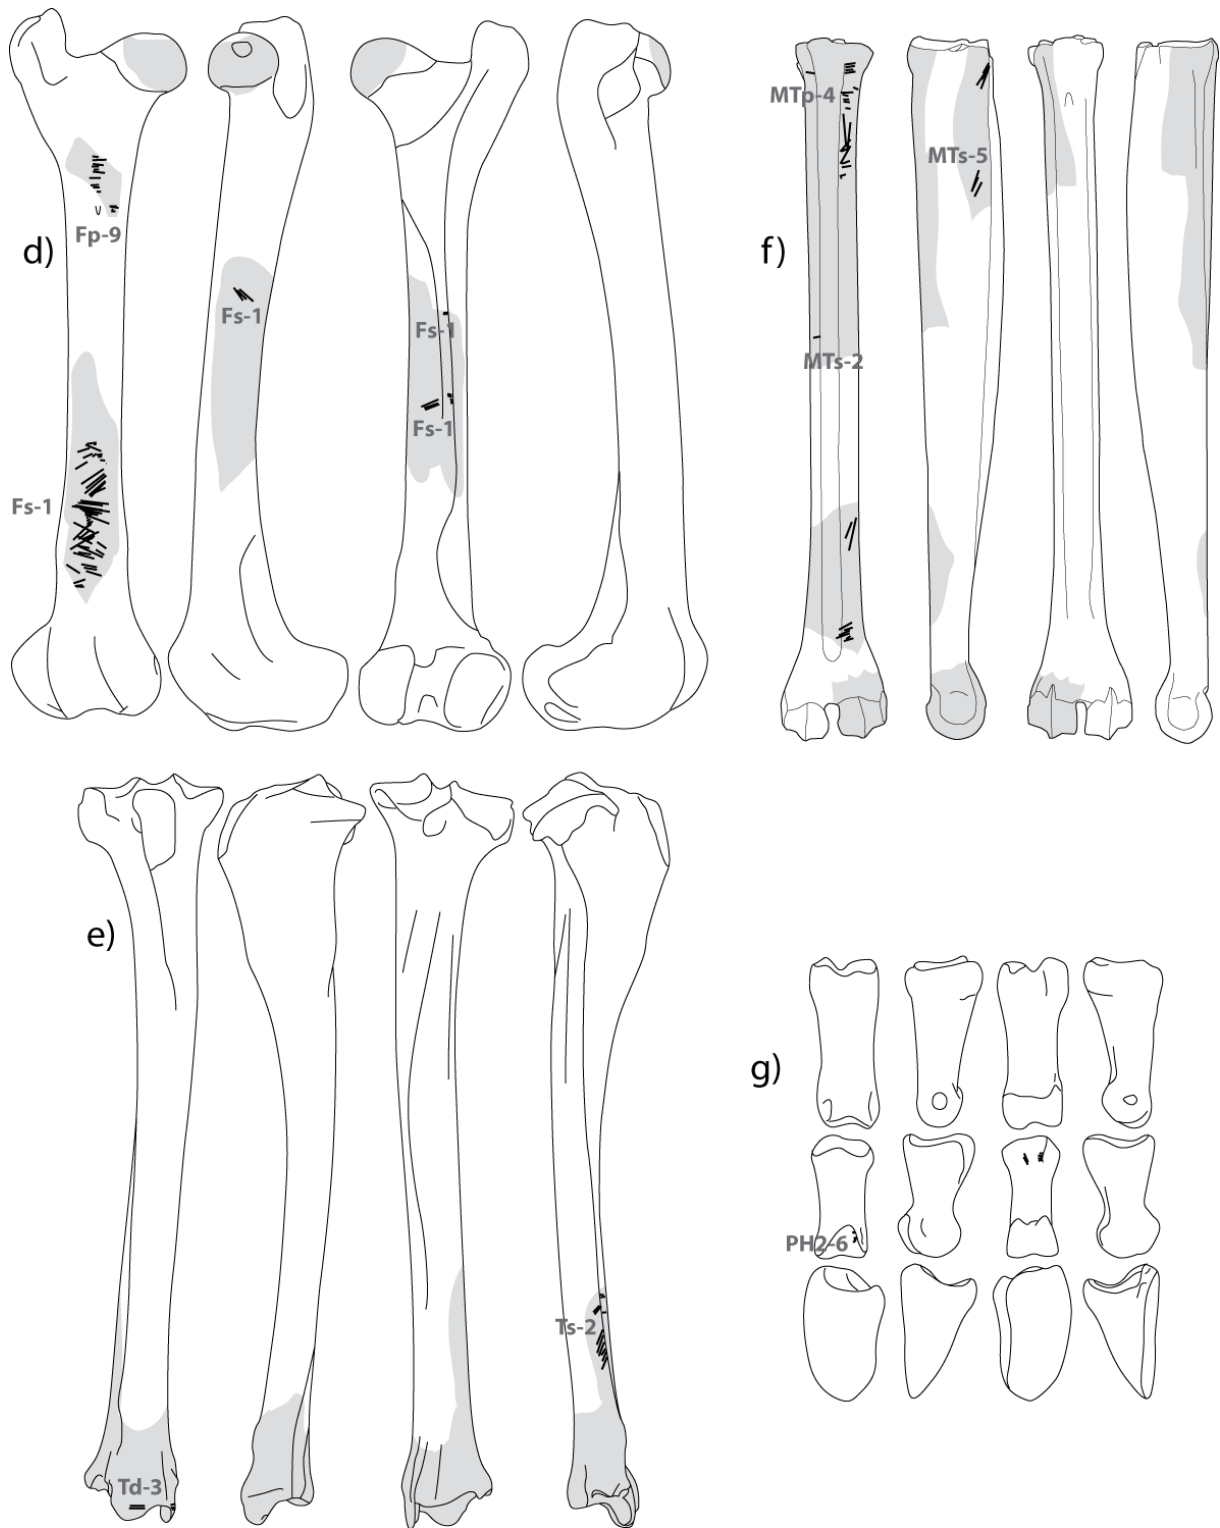 d)
Fp-9
Fs-1
Fs-1
Fs-1
Fs-1
f)
MTp-4
MTs-5
MTs-2
e)
Ts-2
Td-3
g)
PH2-6